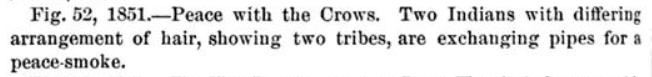 Fig. 52, 1851.—Peace with the Crows. Two Indians with differing
arrangement of hair, showing two tribes, are exchanging pipes for a
peace-smoke.